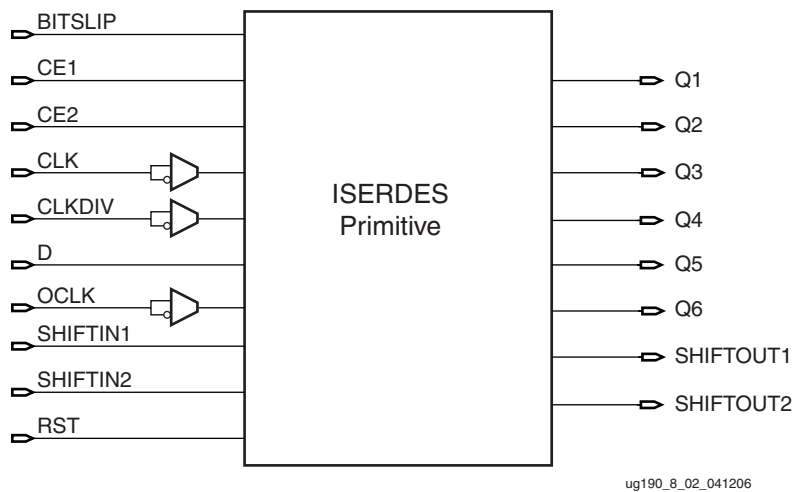 BITSLIP
CE1
CE2
CLK
CLKDIV
D
OCLK
SHIFTIN1
SHIFTIN2
RST
ISERDES
Primitive
Q1
Q2
Q3
Q4
Q5
Q6
SHIFTOUT1
SHIFTOUT2
ug190_8_02_041206